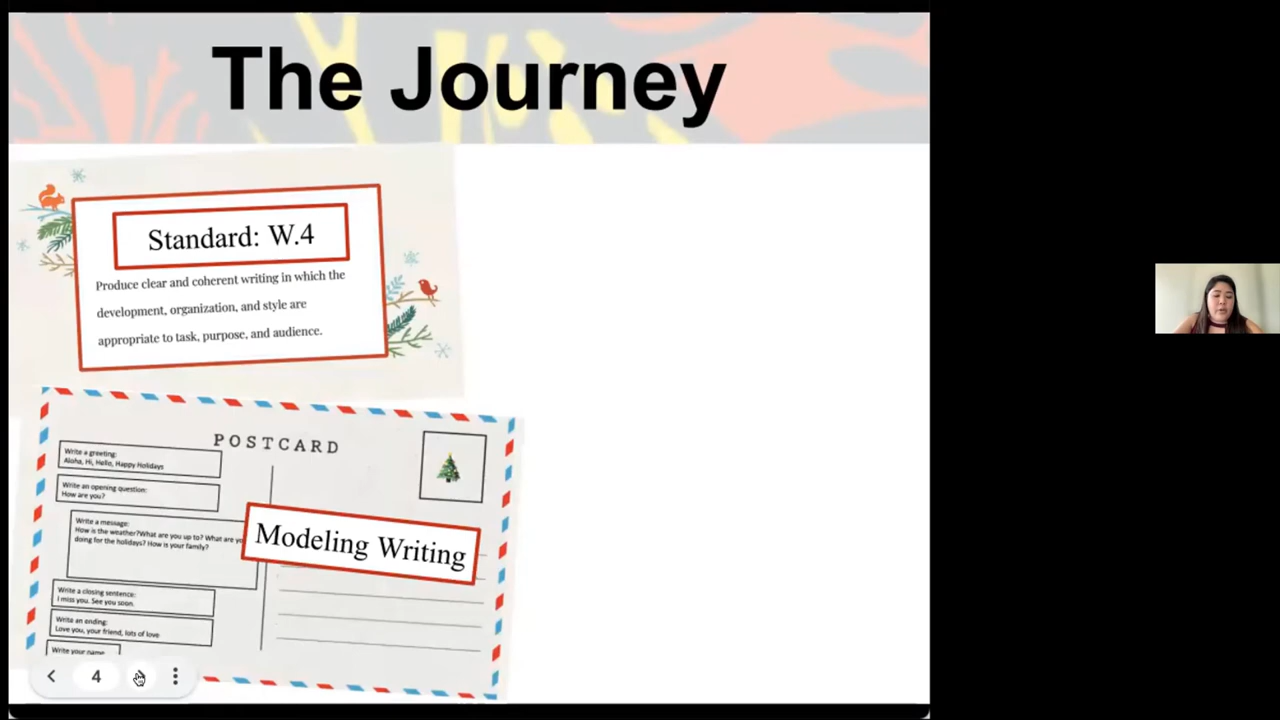 The Journey
Standard: W.4
Produce clear and coherent writing in which the
development, organization, and style are
appropriate to task, purpose, and audience.
POSTCARD
Write a greeting:
Aloha, Hi, Hello, Happy Holidays
Write an opening question:
How are you?
Write a message:
How is the weather?What are you up to? What are
doing for the holidays? How is your family?
Modeling Writing
Write a closing sentence:
I miss you. See you soon.
Write an ending:
Love you, your friend, lots of love
Write your name
4